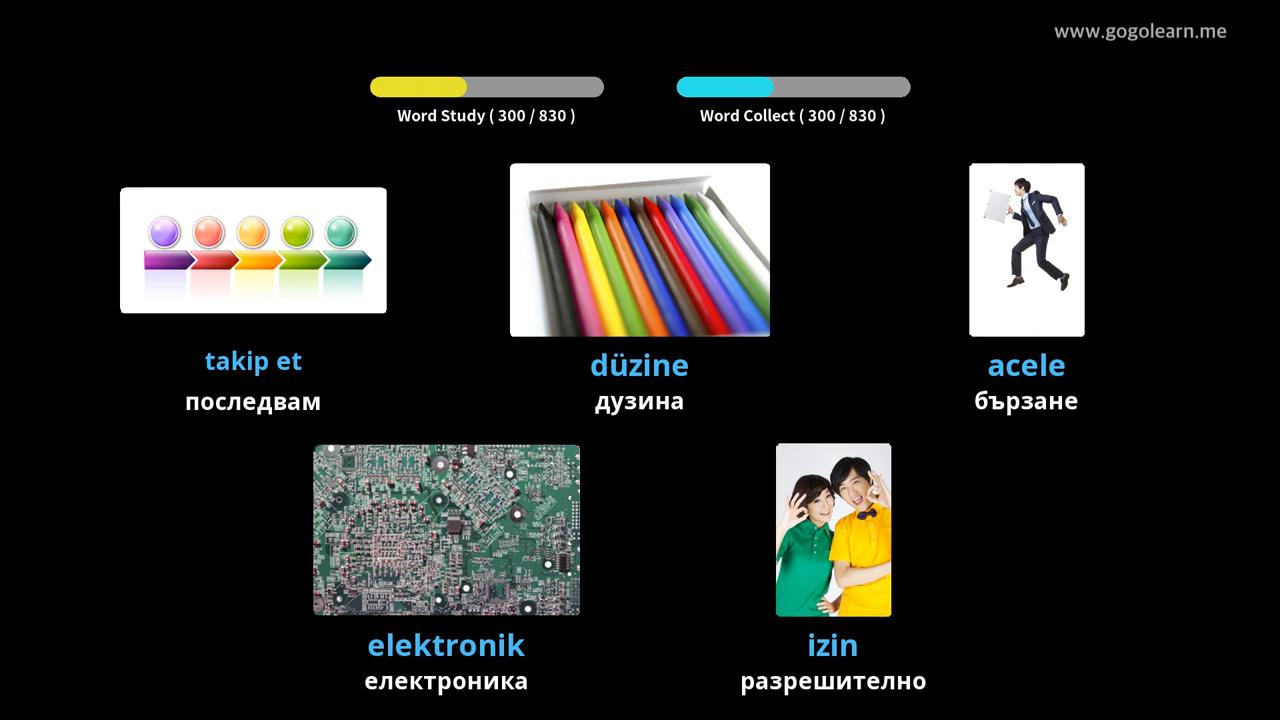 www.gogolearn.me
Word Study ( 300 / 830 )
Word Collect ( 300 / 830 )
takip et
последвам
düzine
дузина
acele
бързане
elektronik
електроника
izin
разрешително